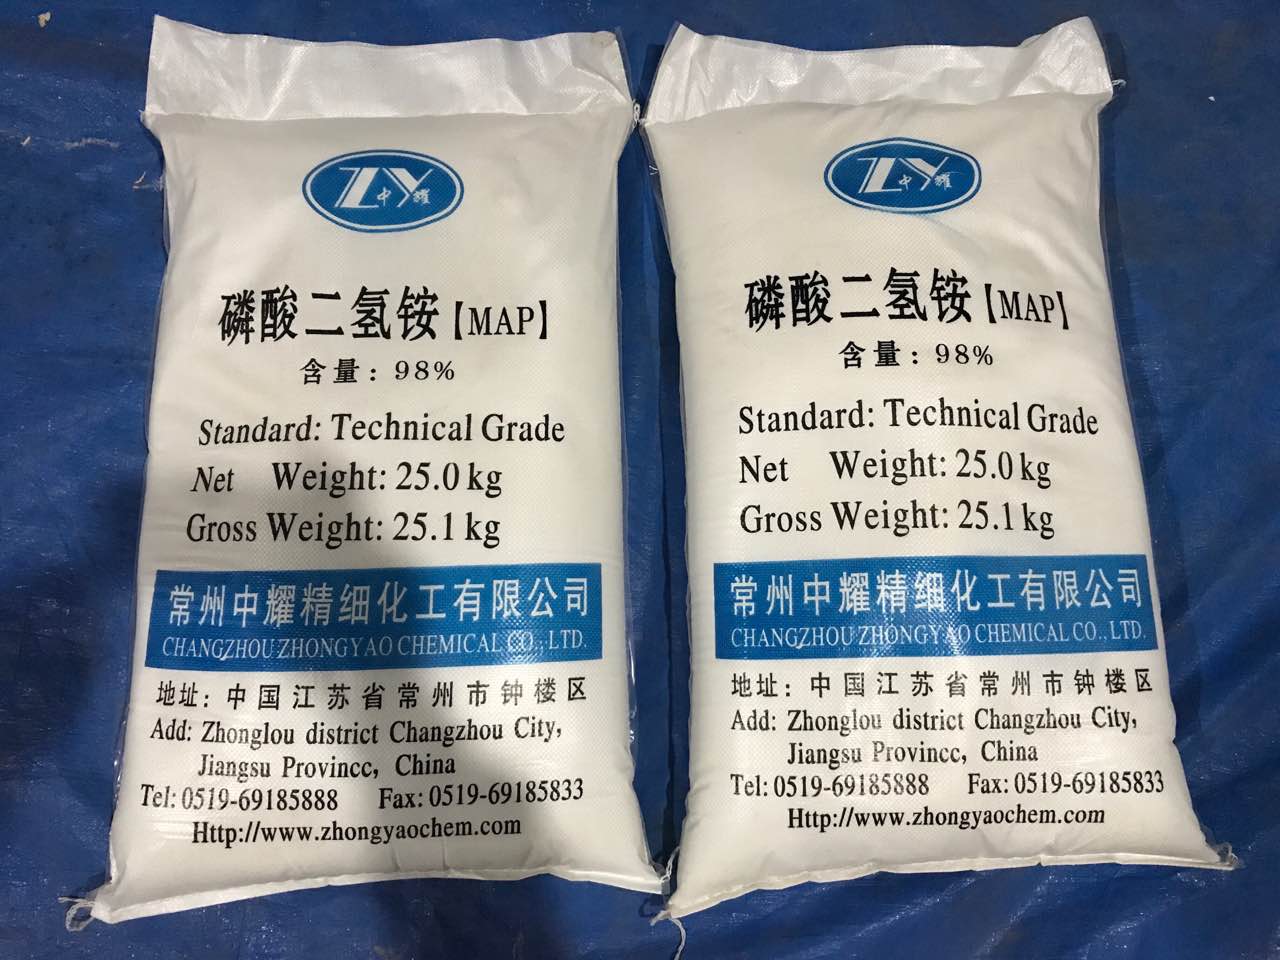 ZY
中 耀
磷酸二氢铵【MAP】
含量：98%
Standard: Technical Grade
Net Weight: 25.0 kg
Gross Weight: 25.1 kg
常州中耀精细化工有限公司
CHANGZHOU ZHONGYAO CHEMICAL CO.,LTD.
地址：中国江苏省常州市钟楼区
Add: Zhonglou district Changzhou City,
Jiangsu Provincc, China
Tel: 0519-69185888 Fax: 0519-69185833
Http://www.zhongyaochem.com
ZY
中 耀
磷酸二氢铵【MAP】
含量：98%
Standard: Technical Grade
Net Weight: 25.0 kg
Gross Weight: 25.1 kg
常州中耀精细化工有限公司
CHANGZHOU ZHONGYAO CHEMICAL CO.,LTD.
地址：中国江苏省常州市钟楼区
Add: Zhonglou district Changzhou City,
Jiangsu Provincc, China
Tel: 0519-69185888 Fax: 0519-69185833
Http://www.zhongyaochem.com